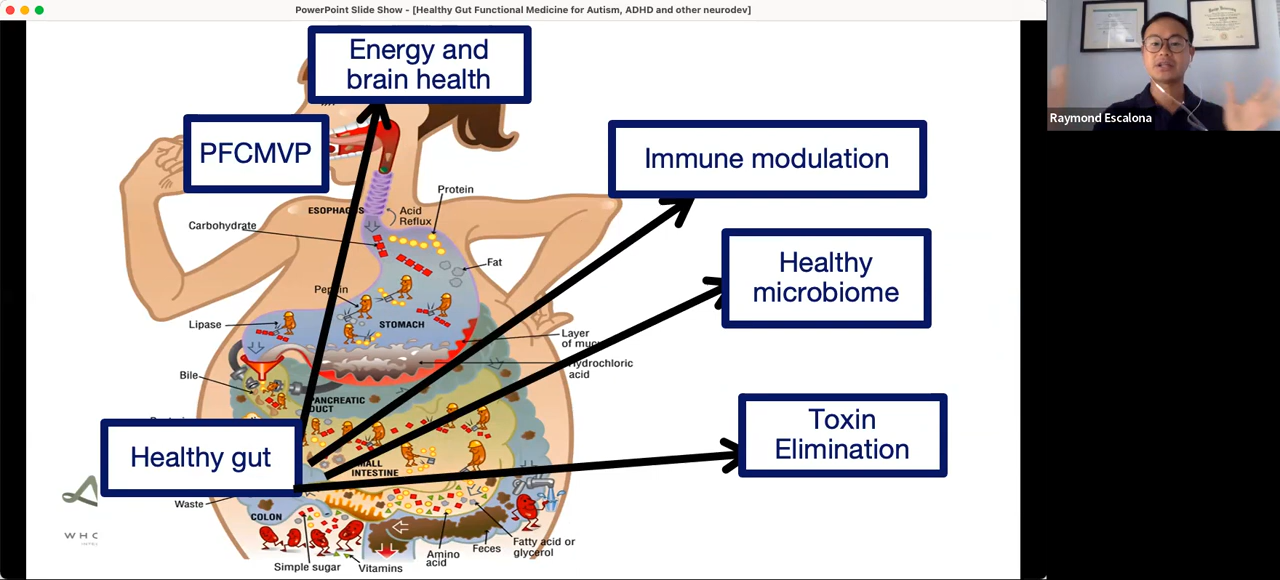 PowerPoint Slide Show - [Healthy Gut Functional Medicine for Autism, ADHD and other neurodev]
Raymond Escalona
Energy and
brain health
PFCMVP
Immune modulation
Protein
ESOPHAGUS
Acid
Reflux
Carbohydrate
Healthy
microbiome
Fat
Pepsin
Lipase
STOMACH
Layer
of mucus
Hydrochloric
acid
Bile
PANCREATIC
DUCT
Toxin
Elimination
Healthy gut
SMALL
INTESTINE
Waste
COLON
WHO
Fatty acid or
glycerol
Feces
Amino
acid
Simple sugar
Vitamins